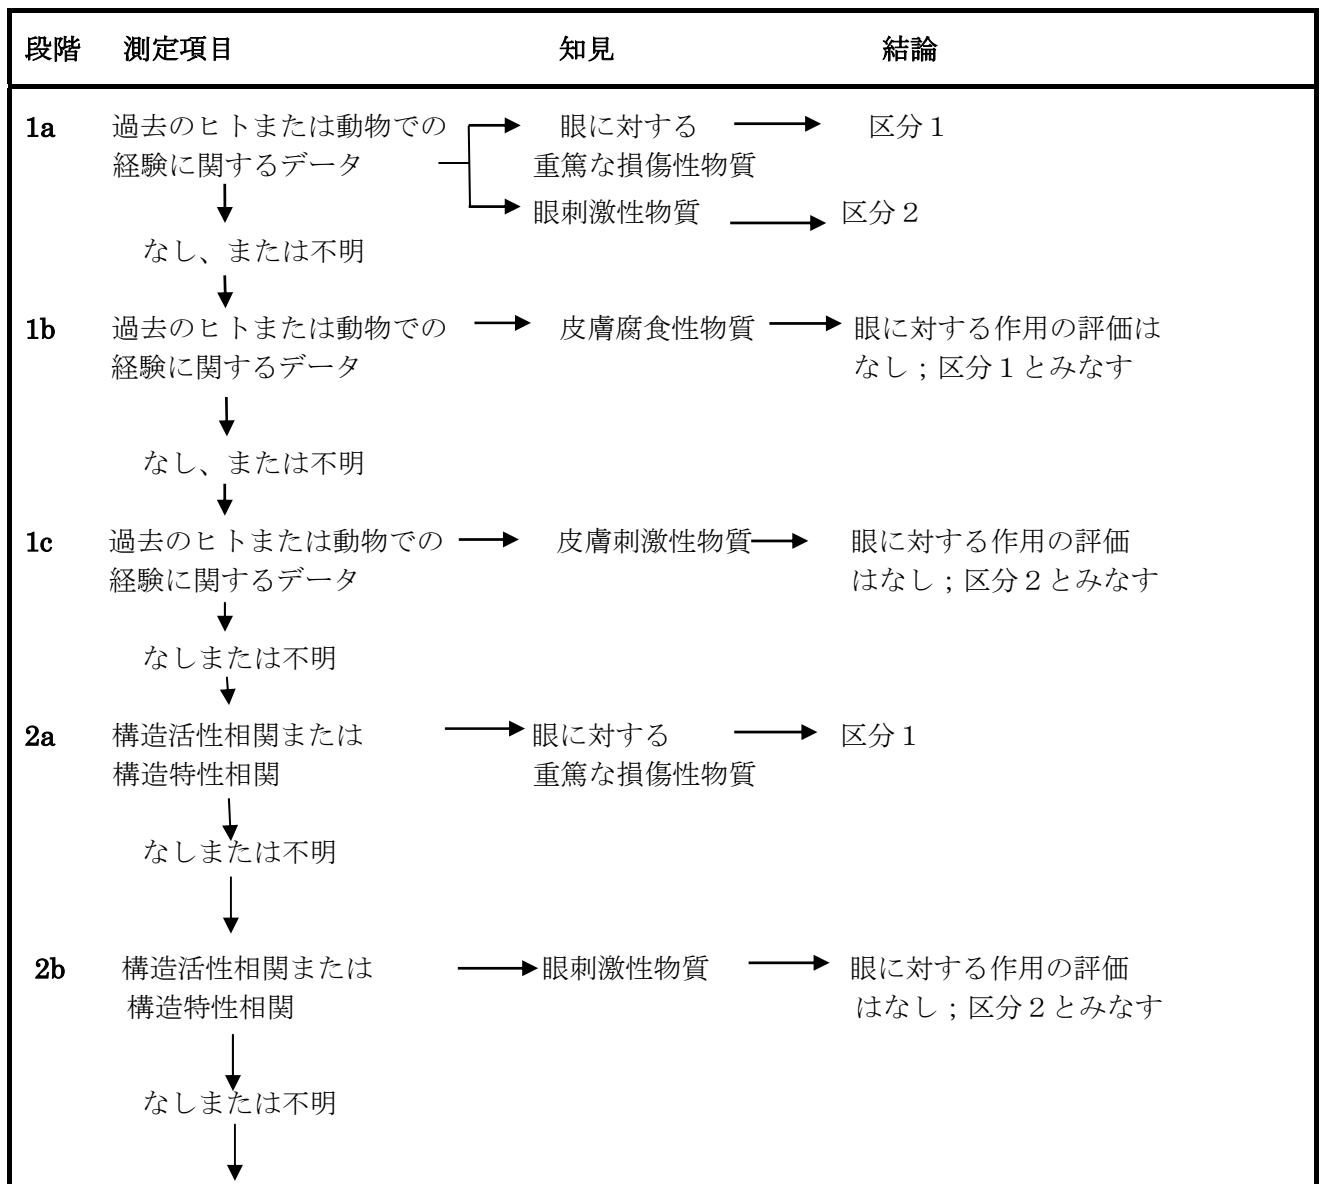 段階 測定項目 知見 結論
1a 過去のヒトまたは動物での 眼に対する 区分１
経験に関するデータ 重篤な損傷性物質
眼刺激性物質 区分２
なし、または不明
1b 過去のヒトまたは動物での 皮膚腐食性物質 眼に対する作用の評価は
経験に関するデータ なし；区分１とみなす
なし、または不明
1c 過去のヒトまたは動物での 皮膚刺激性物質 眼に対する作用の評価
経験に関するデータ はなし；区分２とみなす
なしまたは不明
2a 構造活性相関または 眼に対する 区分１
構造特性相関 重篤な損傷性物質
なしまたは不明
2b 構造活性相関または 眼刺激性物質 眼に対する作用の評価
構造特性相関 はなし；区分２とみなす
なしまたは不明